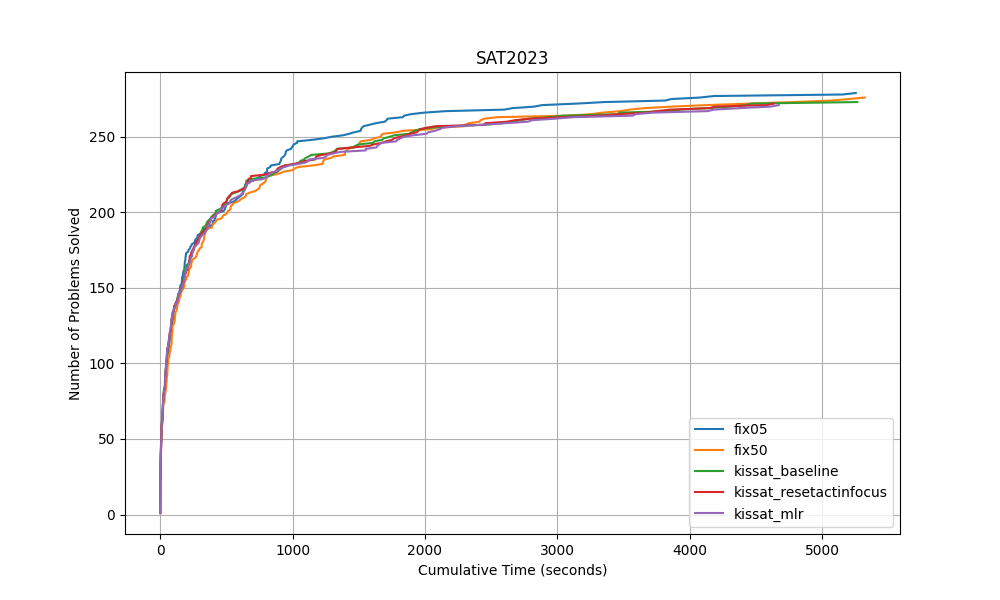 SAT2023
Number of Problems Solved
250
200
150
100
50
0
0 1000 2000 3000 4000 5000
Cumulative Time (seconds)
fix05
fix50
kissat_baseline
kissat_resetactinfocus
kissat_mlr